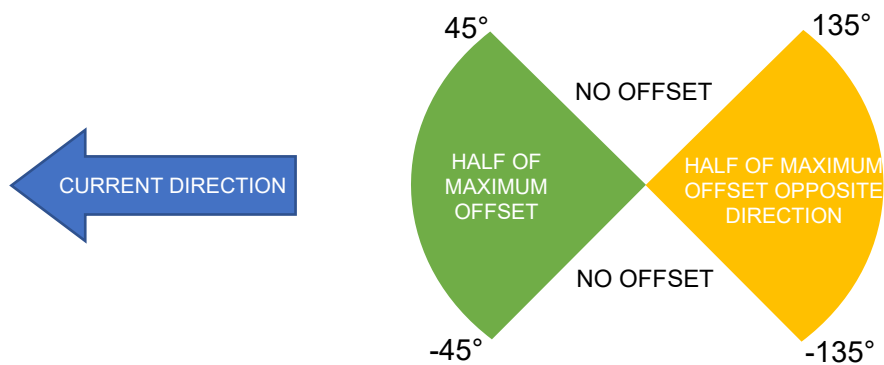 45°
135°
NO OFFSET
CURRENT DIRECTION
HALF OF
MAXIMUM
OFFSET
HALF OF MAXIMUM
OFFSET OPPOSITE
DIRECTION
NO OFFSET
-45°
-135°